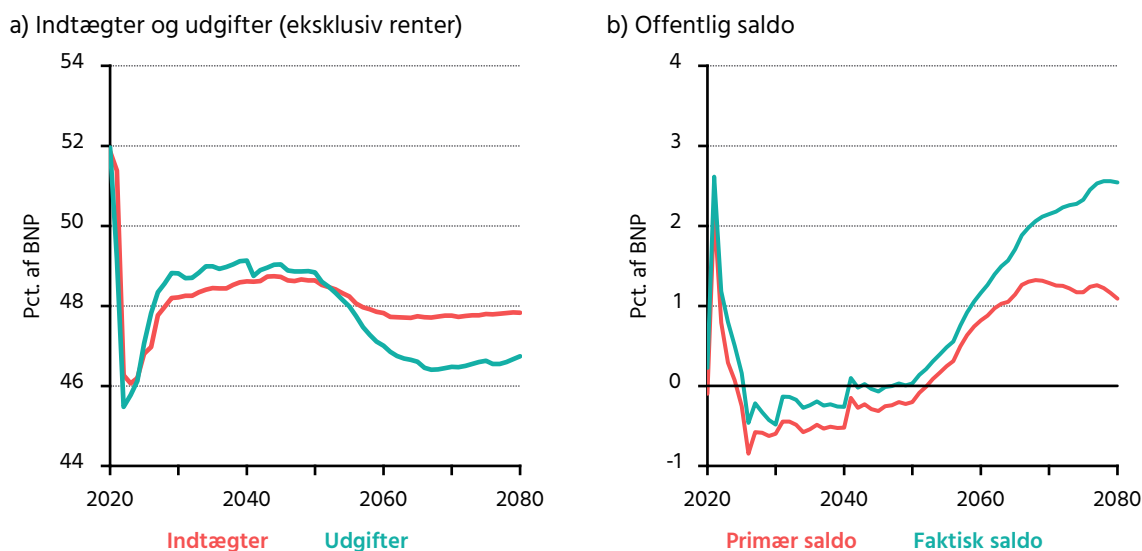 a) Indtægter og udgifter (eksklusiv renter)
Pct. af BNP
54
52
50
48
46
44
2020 2040 2060 2080
Indtægter Udgifter
b) Offentlig saldo
Pct. af BNP
4
3
2
1
0
-1
2020 2040 2060 2080
Primær saldo Faktisk saldo